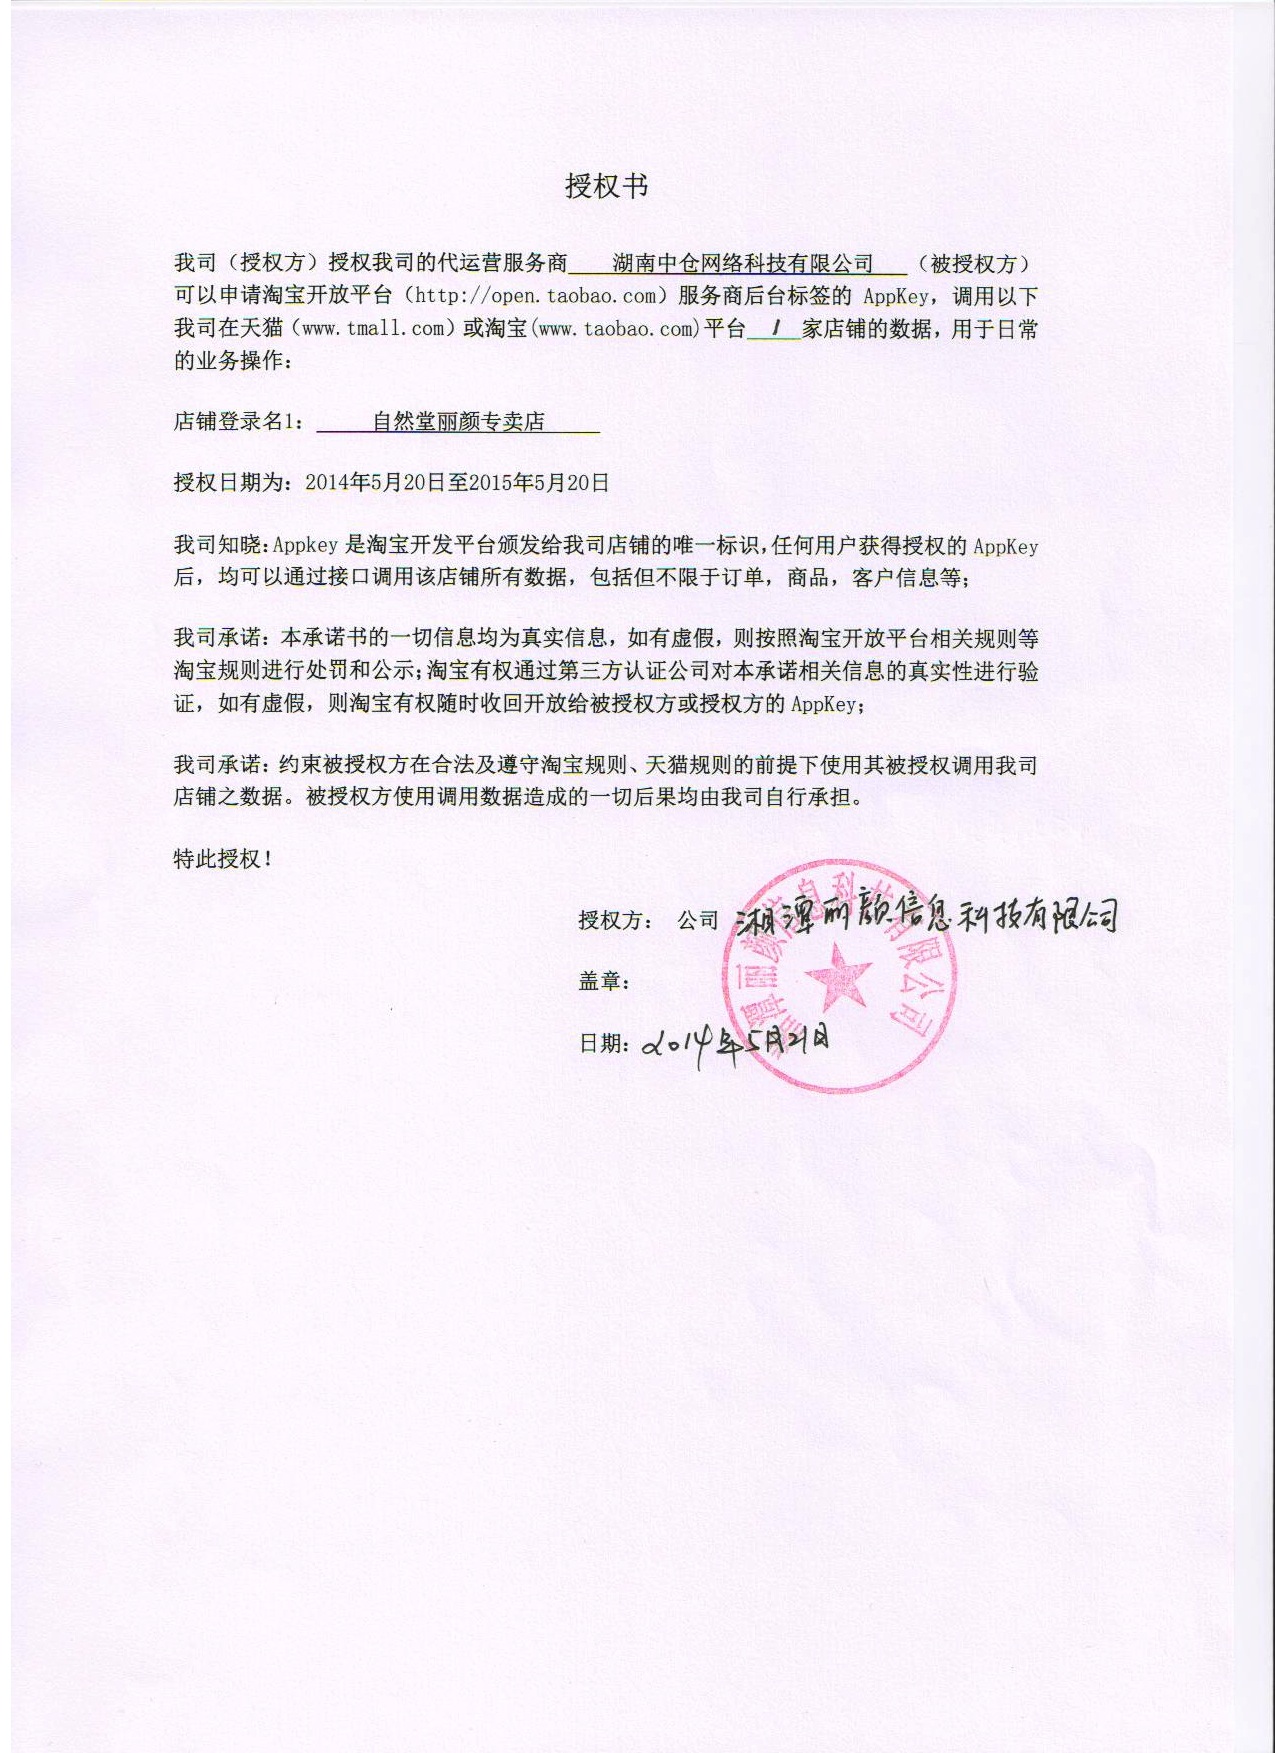 授权书
我司（授权方）授权我司的代运营服务商 湖南中仓网络科技有限公司 （被授权方）
可以申请淘宝开放平台（http://open.taobao.com）服务商后台标签的 AppKey，调用以下
我司在天猫（www.tmall.com）或淘宝(www.taobao.com)平台 1 家店铺的数据，用于日常
的业务操作：
店铺登录名1： 自然堂丽颜专卖店
授权日期为：2014年5月20日至2015年5月20日
我司知晓：Appkey 是淘宝开发平台颁发给我司店铺的唯一标识，任何用户获得授权的 AppKey
后，均可以通过接口调用该店铺所有数据，包括但不限于订单，商品，客户信息等；
我司承诺：本承诺书的一切信息均为真实信息，如有虚假，则按照淘宝开放平台相关规则等
淘宝规则进行处罚和公示；淘宝有权通过第三方认证公司对本承诺相关信息的真实性进行验
证，如有虚假，则淘宝有权随时收回开放给被授权方或授权方的 AppKey；
我司承诺：约束被授权方在合法及遵守淘宝规则、天猫规则的前提下使用其被授权调用我司
店铺之数据。被授权方使用调用数据造成的一切后果均由我司自行承担。
特此授权！
授权方： 公司 湘潭丽颜信息科技有限公司
盖章：
日期：2014年5月21日
湘潭丽颜信息科技有限公司